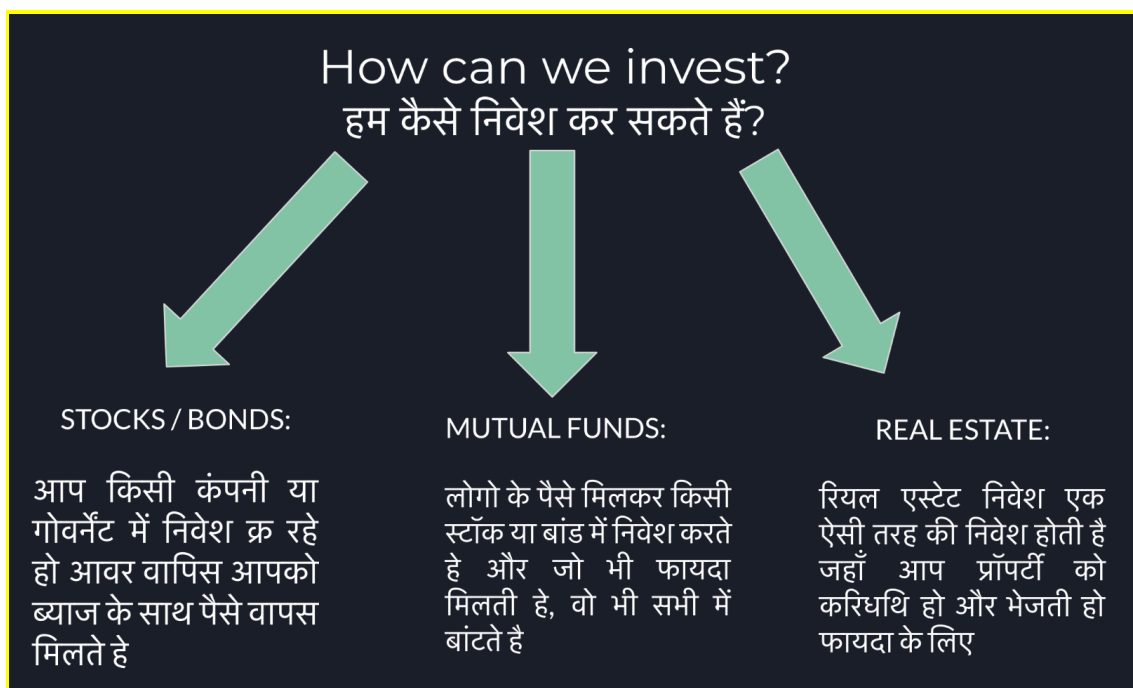 How can we invest?
हम कैसे निवेश कर सकते हैं?
STOCKS / BONDS:
आप किसी कंपनी या
गोवर्नेंट में निवेश क्र रहे
हो आवर वापिस आपको
ब्याज के साथ पैसे वापस
मिलते हे
MUTUAL FUNDS:
लोगो के पैसे मिलकर किसी
स्टॉक या बांड में निवेश करते
हे और जो भी फायदा
मिलती हे, वो भी सभी में
बांटते है
REAL ESTATE:
रियल एस्टेट निवेश एक
ऐसी तरह की निवेश होती है
जहाँ आप प्रॉपर्टी को
करिधथि हो और भेजती हो
फायदा के लिए